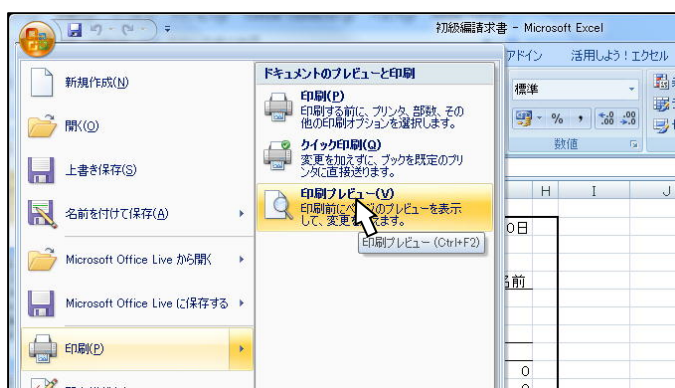 初級編請求書 - Microsoft Excel
アドイン 活用しよう!エクセル
新規作成(N)
開く(O)
上書き保存(S)
名前を付けて保存(A)
Microsoft Office Live から開く
Microsoft Office Live に保存する
印刷(P)
ドキュメントのプレビューと印刷
印刷(P)
印刷する前に、プリンタ、部数、その
他の印刷オプションを選択します。
クイック印刷(Q)
変更を加えずに、ブックを既定のプリ
ンタに直接送ります。
印刷プレビュー(V)
印刷前にページのプレビューを表示
して、変更を加えます。
印刷プレビュー (Ctrl+F2)
標準
%
数値
H I J
0日
名前
0